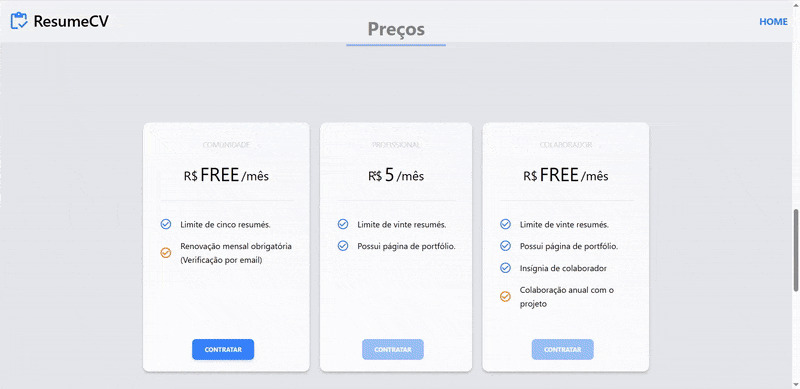 ResumeCV
Preços
HOME
COMUNIDADE
R$ FREE /mês
Limite de cinco resumés.
Renovação mensal obrigatória
(Verificação por email)
CONTRATAR
PROFISSIONAL
R$ 5 /mês
Limite de vinte resumés.
Possui página de portfólio.
CONTRATAR
COLABORADOR
R$ FREE /mês
Limite de vinte resumés.
Possui página de portfólio.
Insígnia de colaborador
Colaboração anual com o
projeto
CONTRATAR